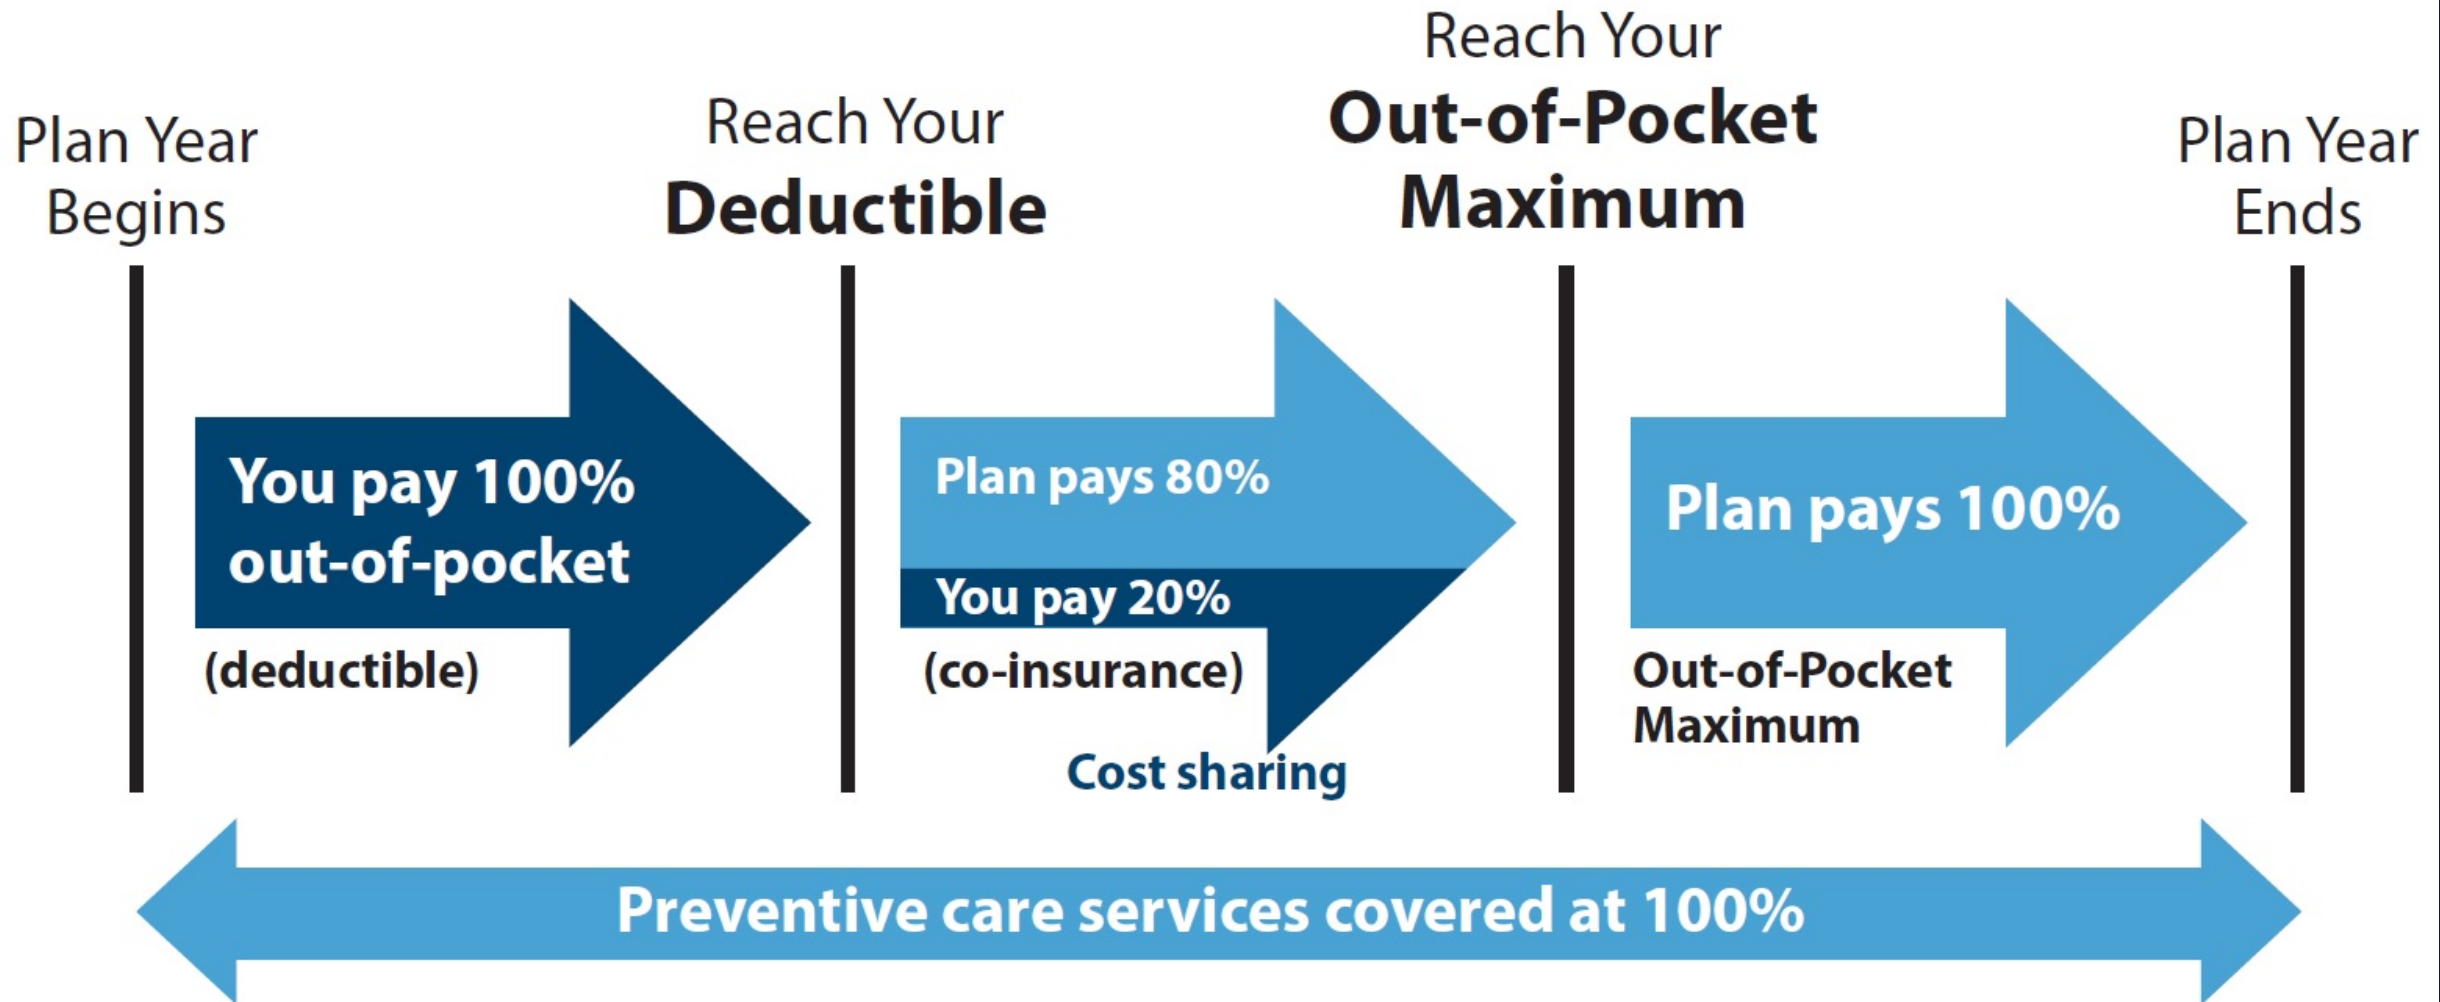 Plan Year
Begins
Reach Your
Deductible
Reach Your
Out-of-Pocket
Maximum
Plan Year
Ends
You pay 100%
out-of-pocket
(deductible)
Plan pays 80%
You pay 20%
(co-insurance)
Cost sharing
Plan pays 100%
Out-of-Pocket
Maximum
Preventive care services covered at 100%